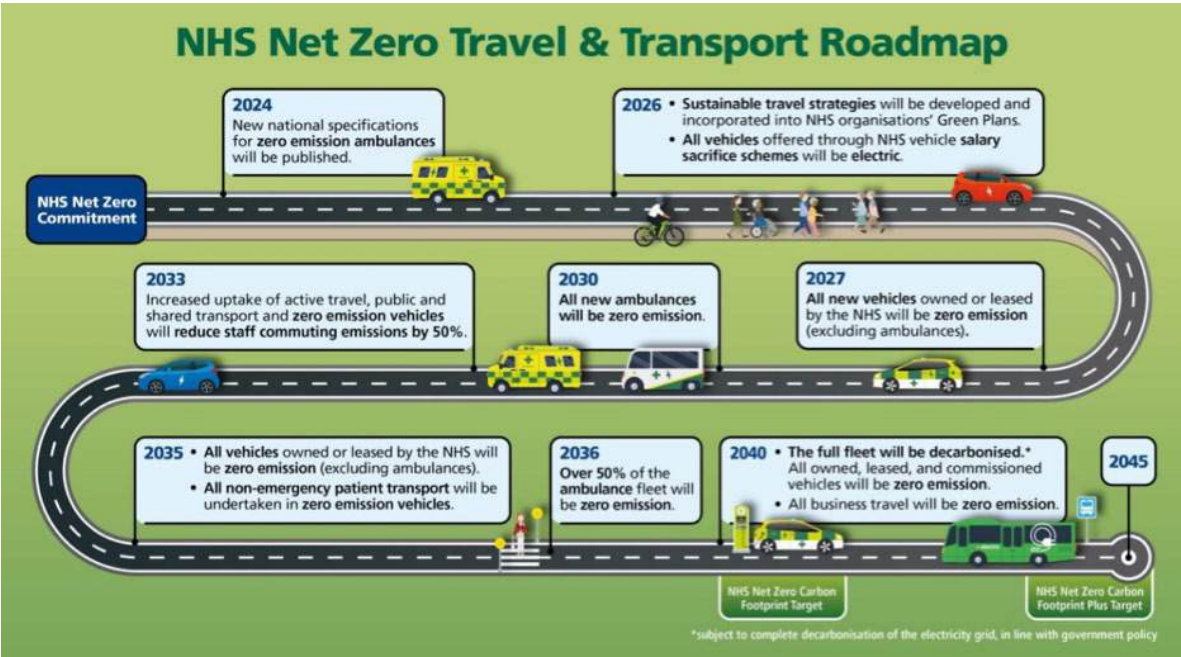 NHS Net Zero Travel & Transport Roadmap
NHS Net Zero
Commitment
2024
New national specifications
for zero emission ambulances
will be published.
2026 • Sustainable travel strategies will be developed and
incorporated into NHS organisations' Green Plans.
• All vehicles offered through NHS vehicle salary
sacrifice schemes will be electric.
2027
All new vehicles owned or leased
by the NHS will be zero emission
(excluding ambulances).
2030
All new ambulances
will be zero emission.
2033
Increased uptake of active travel, public and
shared transport and zero emission vehicles
will reduce staff commuting emissions by 50%.
2035 • All vehicles owned or leased by the NHS will
be zero emission (excluding ambulances).
• All non-emergency patient transport will be
undertaken in zero emission vehicles.
2036
Over 50% of the
ambulance fleet will
be zero emission.
2040 • The full fleet will be decarbonised.*
All owned, leased, and commissioned
vehicles will be zero emission.
• All business travel will be zero emission.
2045
NHS Net Zero Carbon
Footprint Target
NHS Net Zero Carbon
Footprint Plus Target
*subject to complete decarbonisation of the electricity grid, in line with government policy